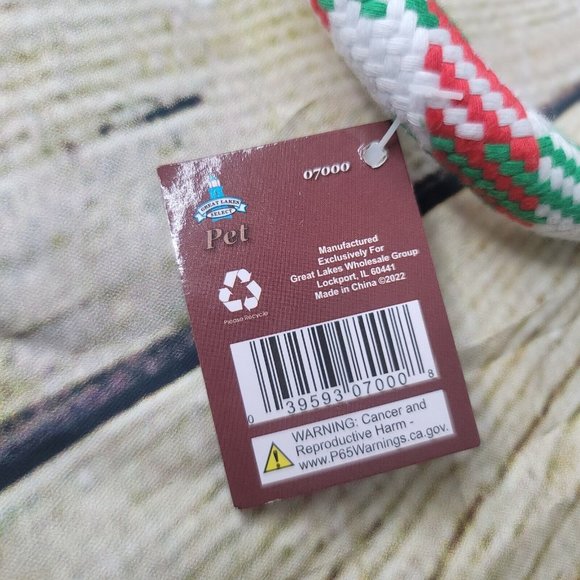 07000
GREAT LAKES
SELECT
Pet
Manufactured
Exclusively For
Great Lakes Wholesale Group
Lockport, IL 60441
Made in China ©2022
Please Recycle
0 39593 07000 8
WARNING: Cancer and
Reproductive Harm -
www.P65Warnings.ca.gov.